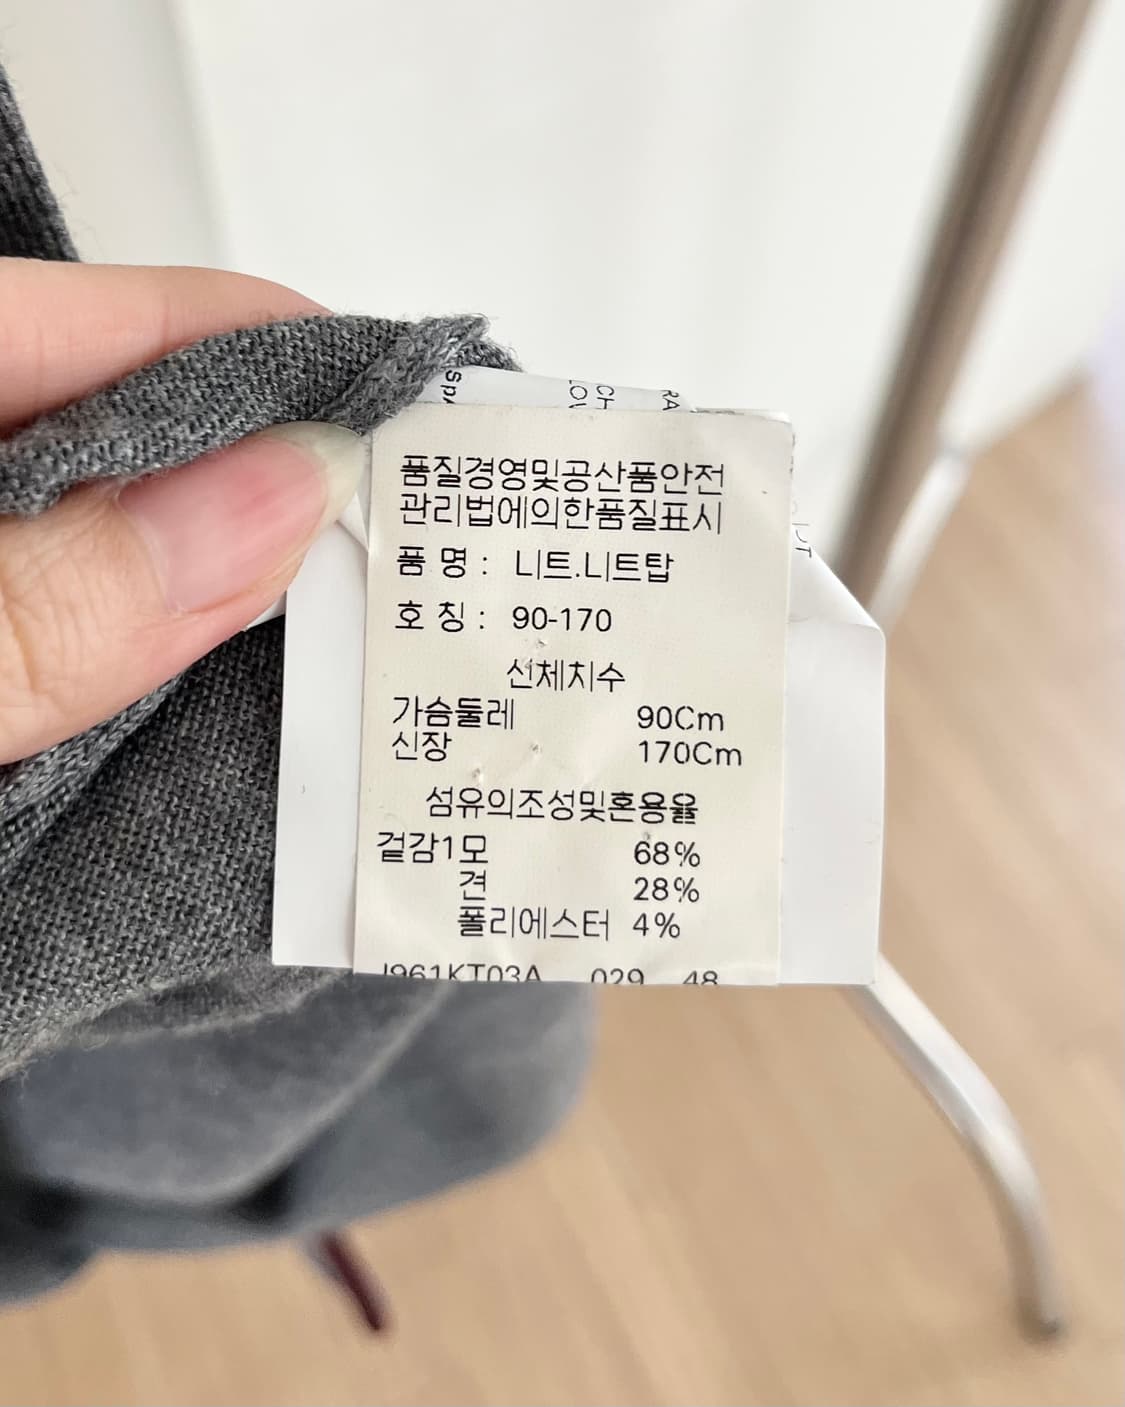 품질경영및공산품안전
관리법에의한품질표시
품 명 : 니트.니트탑
호 칭 : 90-170
신체치수
가슴둘레 90Cm
신장 170Cm
섬유의조성및혼용율
겉감1모 68%
견 28%
폴리에스터 4%
J961KT03A 029 48